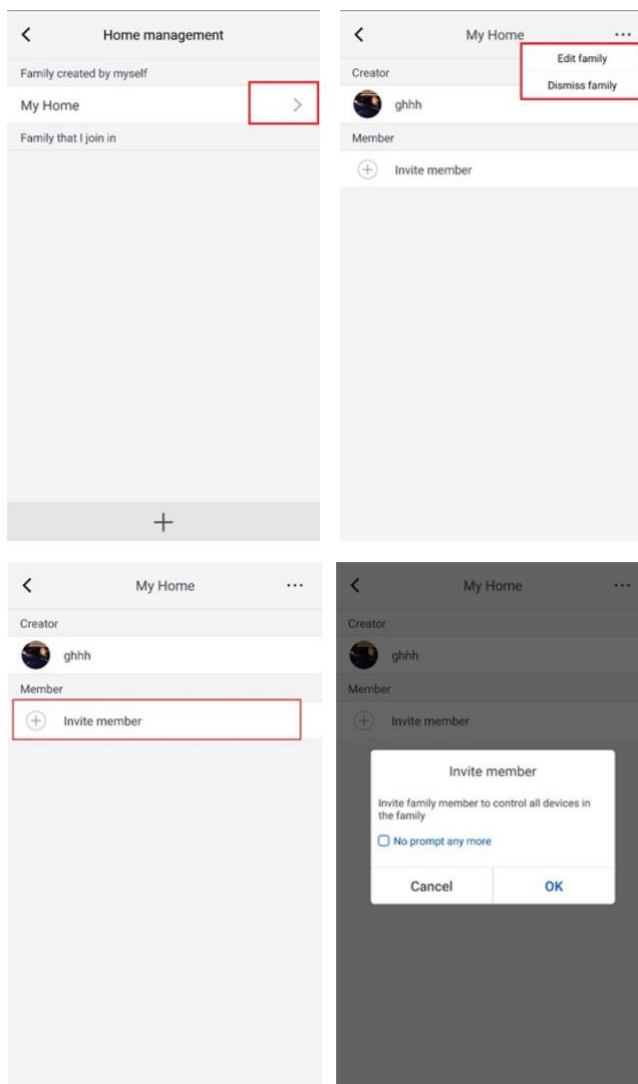 Home management
Family created by myself
My Home
Family that I join in
My Home
Edit family
Dismiss family
Creator
ghhh
Member
Invite member
My Home
Creator
ghhh
Member
Invite member
My Home
Creator
ghhh
Member
Invite member
Invite member
Invite family member to control all devices in
the family
No prompt any more
Cancel OK